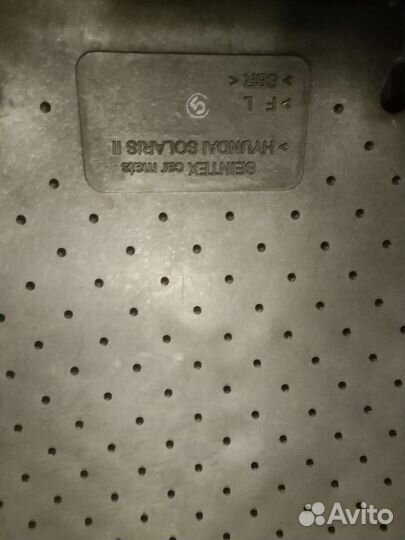 SEINTEX car mats
> HYUNDAI SOLARIS II
> F L
> SBR <
Avito